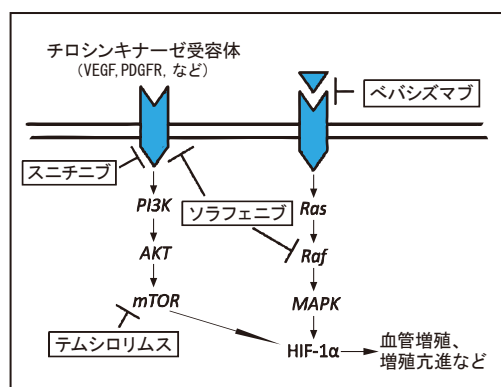 チロシンキナーゼ受容体
(VEGF,PDGFR, など)
ベバシズマブ
スニチニブ
ソラフェニブ
PI3K
Ras
AKT
Raf
mTOR
MAPK
テムシロリムス
HIF-1α
血管増殖、
増殖亢進など